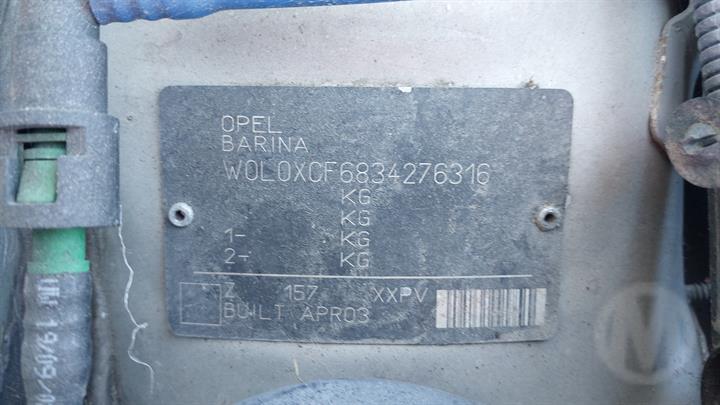 OPEL
BARINA
W0L0XCF6834276316
KG
KG
1- KG
2- KG
Z 157 XXPV
BUILT APR03
M